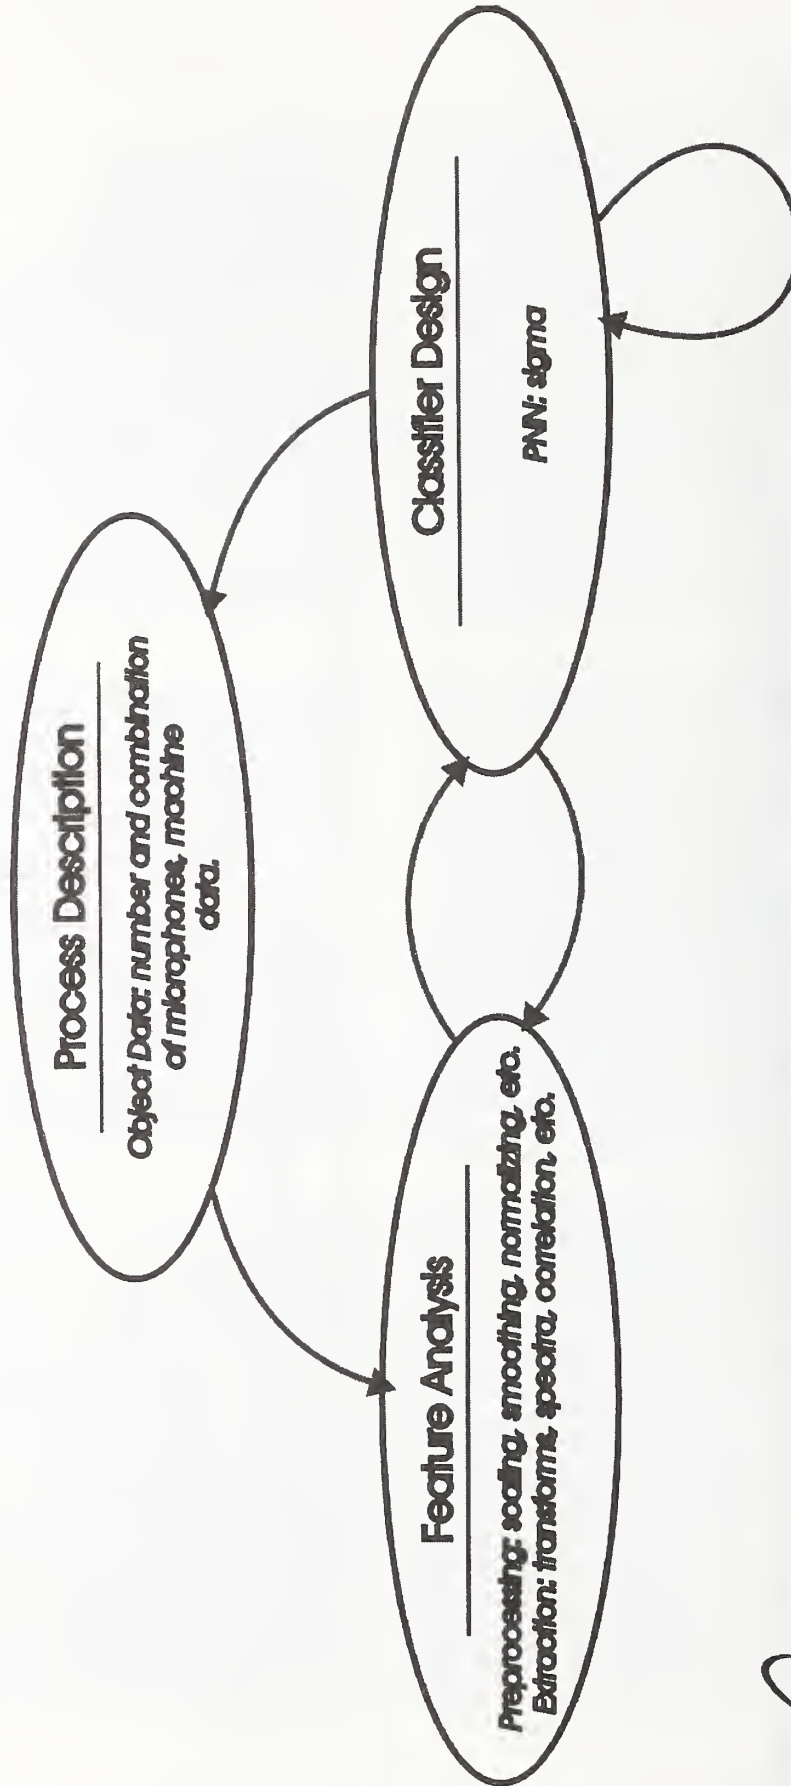 Process Description
Object Data: number and combination
of microphones, machine
data.
Feature Analysis
Preprocessing: scaling, smoothing, normalizing, etc.
Extraction: transforms, spectra, correlation, etc.
Classifier Design
PNN: sigma